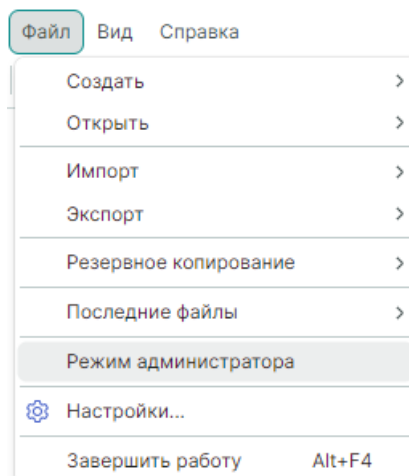 Файл Вид Справка
Создать
Открыть
Импорт
Экспорт
Резервное копирование
Последние файлы
Режим администратора
Настройки...
Завершить работу Alt+F4